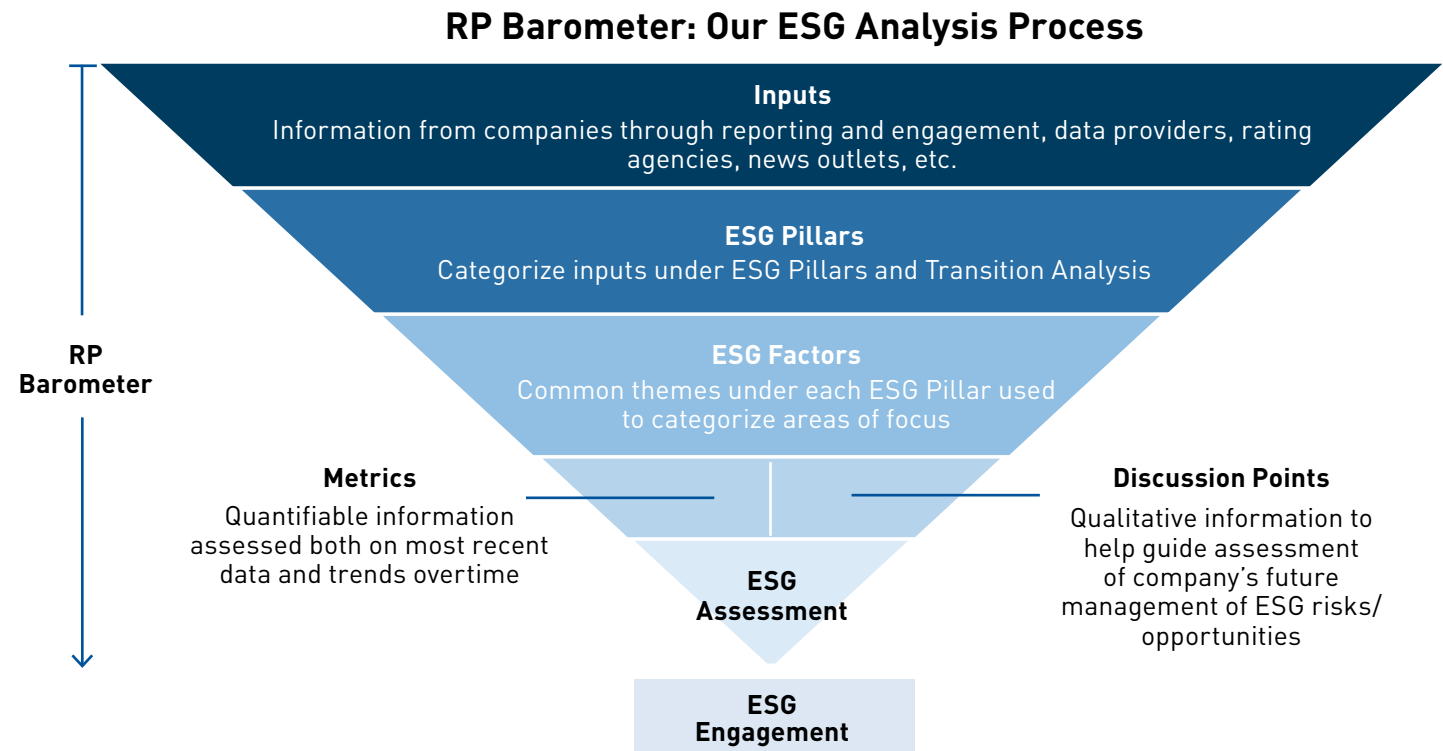 RP Barometer: Our ESG Analysis Process
Inputs
Information from companies through reporting and engagement, data providers, rating
agencies, news outlets, etc.
ESG Pillars
Categorize inputs under ESG Pillars and Transition Analysis
RP
Barometer
ESG Factors
Common themes under each ESG Pillar used
to categorize areas of focus
Metrics
Quantifiable information
assessed both on most recent
data and trends overtime
Discussion Points
Qualitative information to
help guide assessment
of company’s future
management of ESG risks/
opportunities
ESG
Assessment
ESG
Engagement